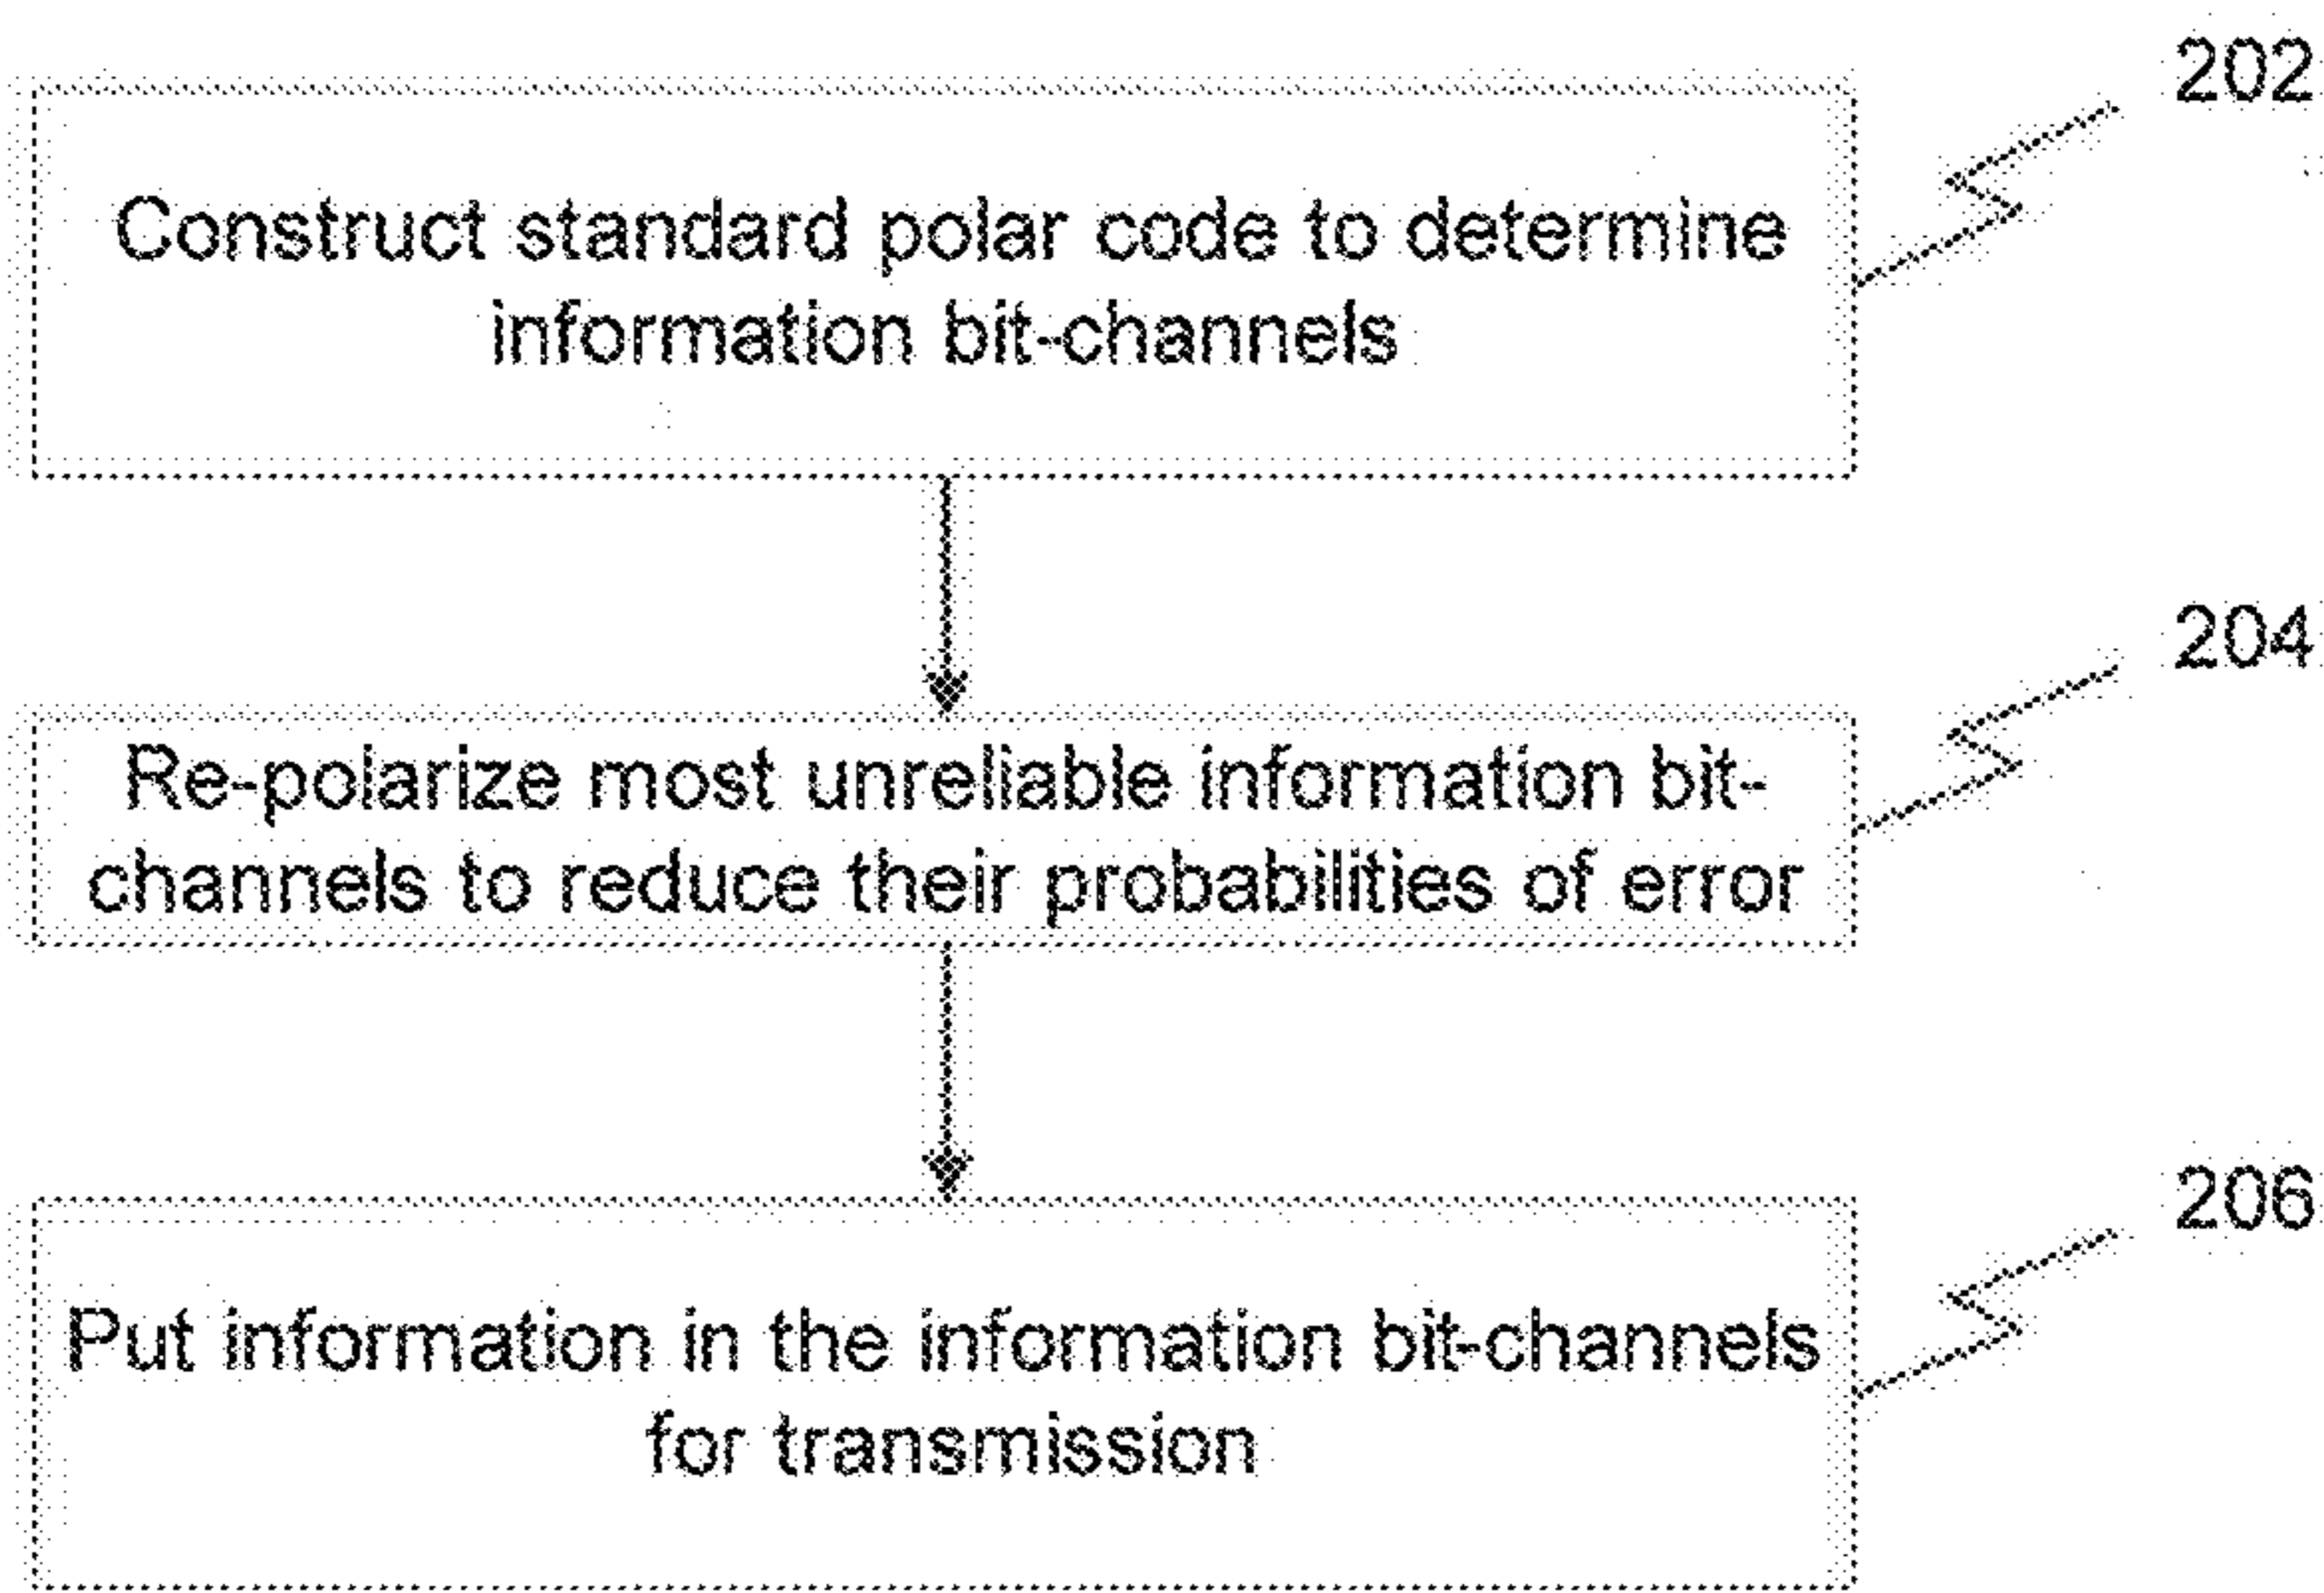 202
Construct standard polar code to determine
information bit-channels
204
Re-polarize most unreliable information bit-
channels to reduce their probabilities of error
206
Put information in the information bit-channels
for transmission